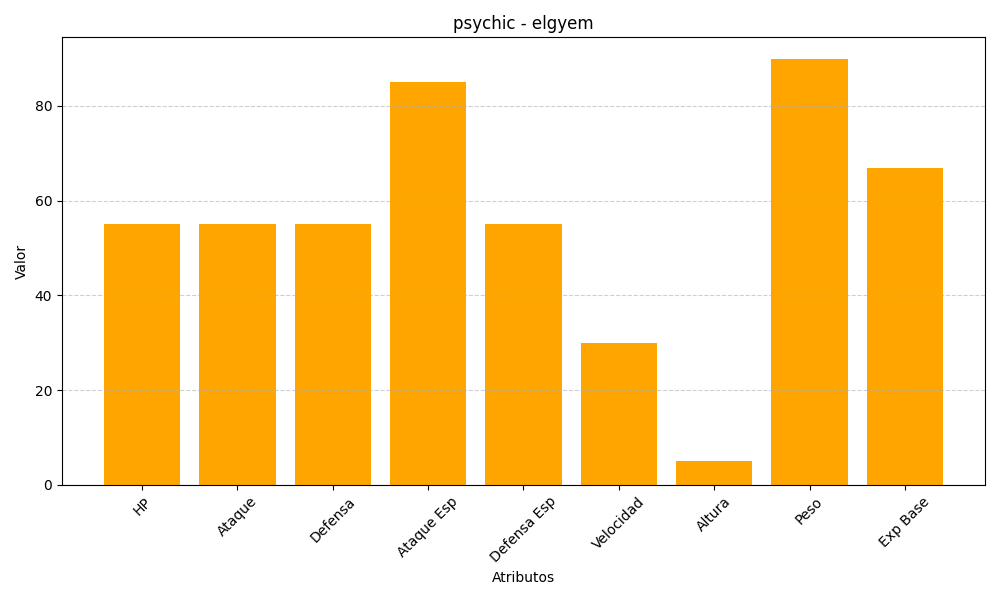 psychic - elgyem
Valor
80
60
40
20
0
HP
Ataque
Defensa
Ataque Esp
Defensa Esp
Velocidad
Altura
Peso
Exp Base
Atributos